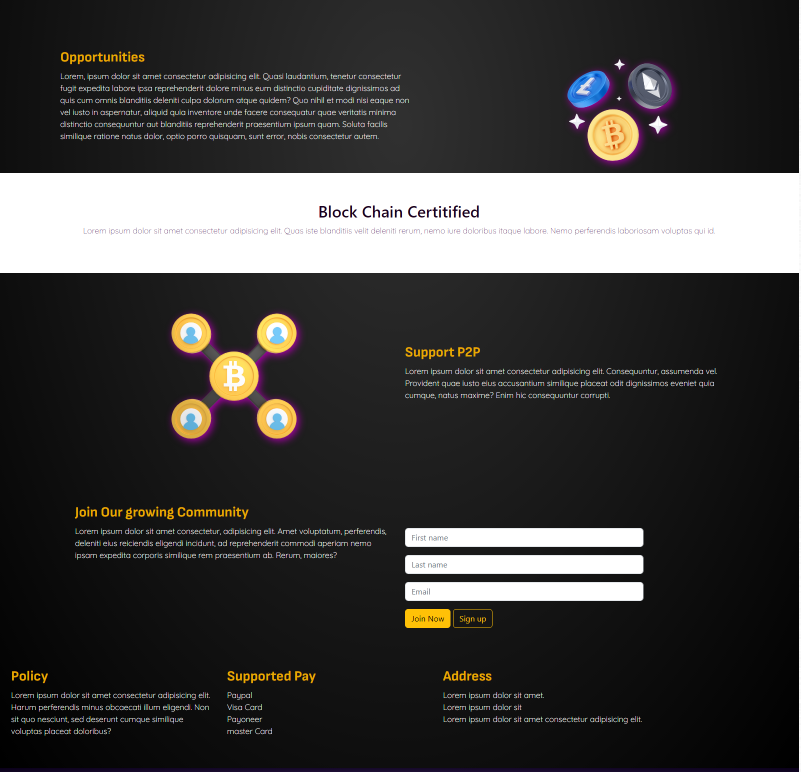 Opportunities
Lorem, ipsum dolor sit amet consectetur adipisicing elit. Quasi laudantium, tenetur consectetur
fugit expedita labore ipsa reprehenderit dolore minus eum distinctio cupiditate dignissimos ad
quis cum omnis blanditiis deleniti culpa dolorum atque quidem? Quo nihil et modi nisi eaque non
vel iusto in aspernatur, aliquid quia inventore unde facere consequatur quae veritatis minima
distinctio consequuntur aut blanditiis reprehenderit praesentium ipsum quam. Soluta facilis
similique ratione natus dolor, optio porro quisquam, sunt error, nobis consectetur autem.
Block Chain Certitified
Lorem ipsum dolor sit amet consectetur adipisicing elit. Quas iste blanditiis velit deleniti rerum, nemo iure doloribus itaque labore. Nemo perferendis laboriosam voluptas qui id.
Support P2P
Lorem ipsum dolor sit amet consectetur adipisicing elit. Consequuntur, assumenda vel.
Provident quae iusto eius accusantium similique placeat odit dignissimos eveniet quia
cumque, natus maxime? Enim hic consequuntur corrupti.
Join Our growing Community
Lorem ipsum dolor sit amet consectetur, adipisicing elit. Amet voluptatum, perferendis,
deleniti eius reiciendis eligendi incidunt, ad reprehenderit commodi aperiam nemo
ipsam expedita corporis similique rem praesentium ab. Rerum, maiores?
First name
Last name
Email
Join Now
Sign up
Policy
Lorem ipsum dolor sit amet consectetur adipisicing elit.
Harum perferendis minus obcaecati illum eligendi. Non
sit quo nesciunt, sed deserunt cumque similique
voluptas placeat doloribus?
Supported Pay
Paypal
Visa Card
Payoneer
master Card
Address
Lorem ipsum dolor sit amet.
Lorem ipsum dolor sit
Lorem ipsum dolor sit amet consectetur adipisicing elit.